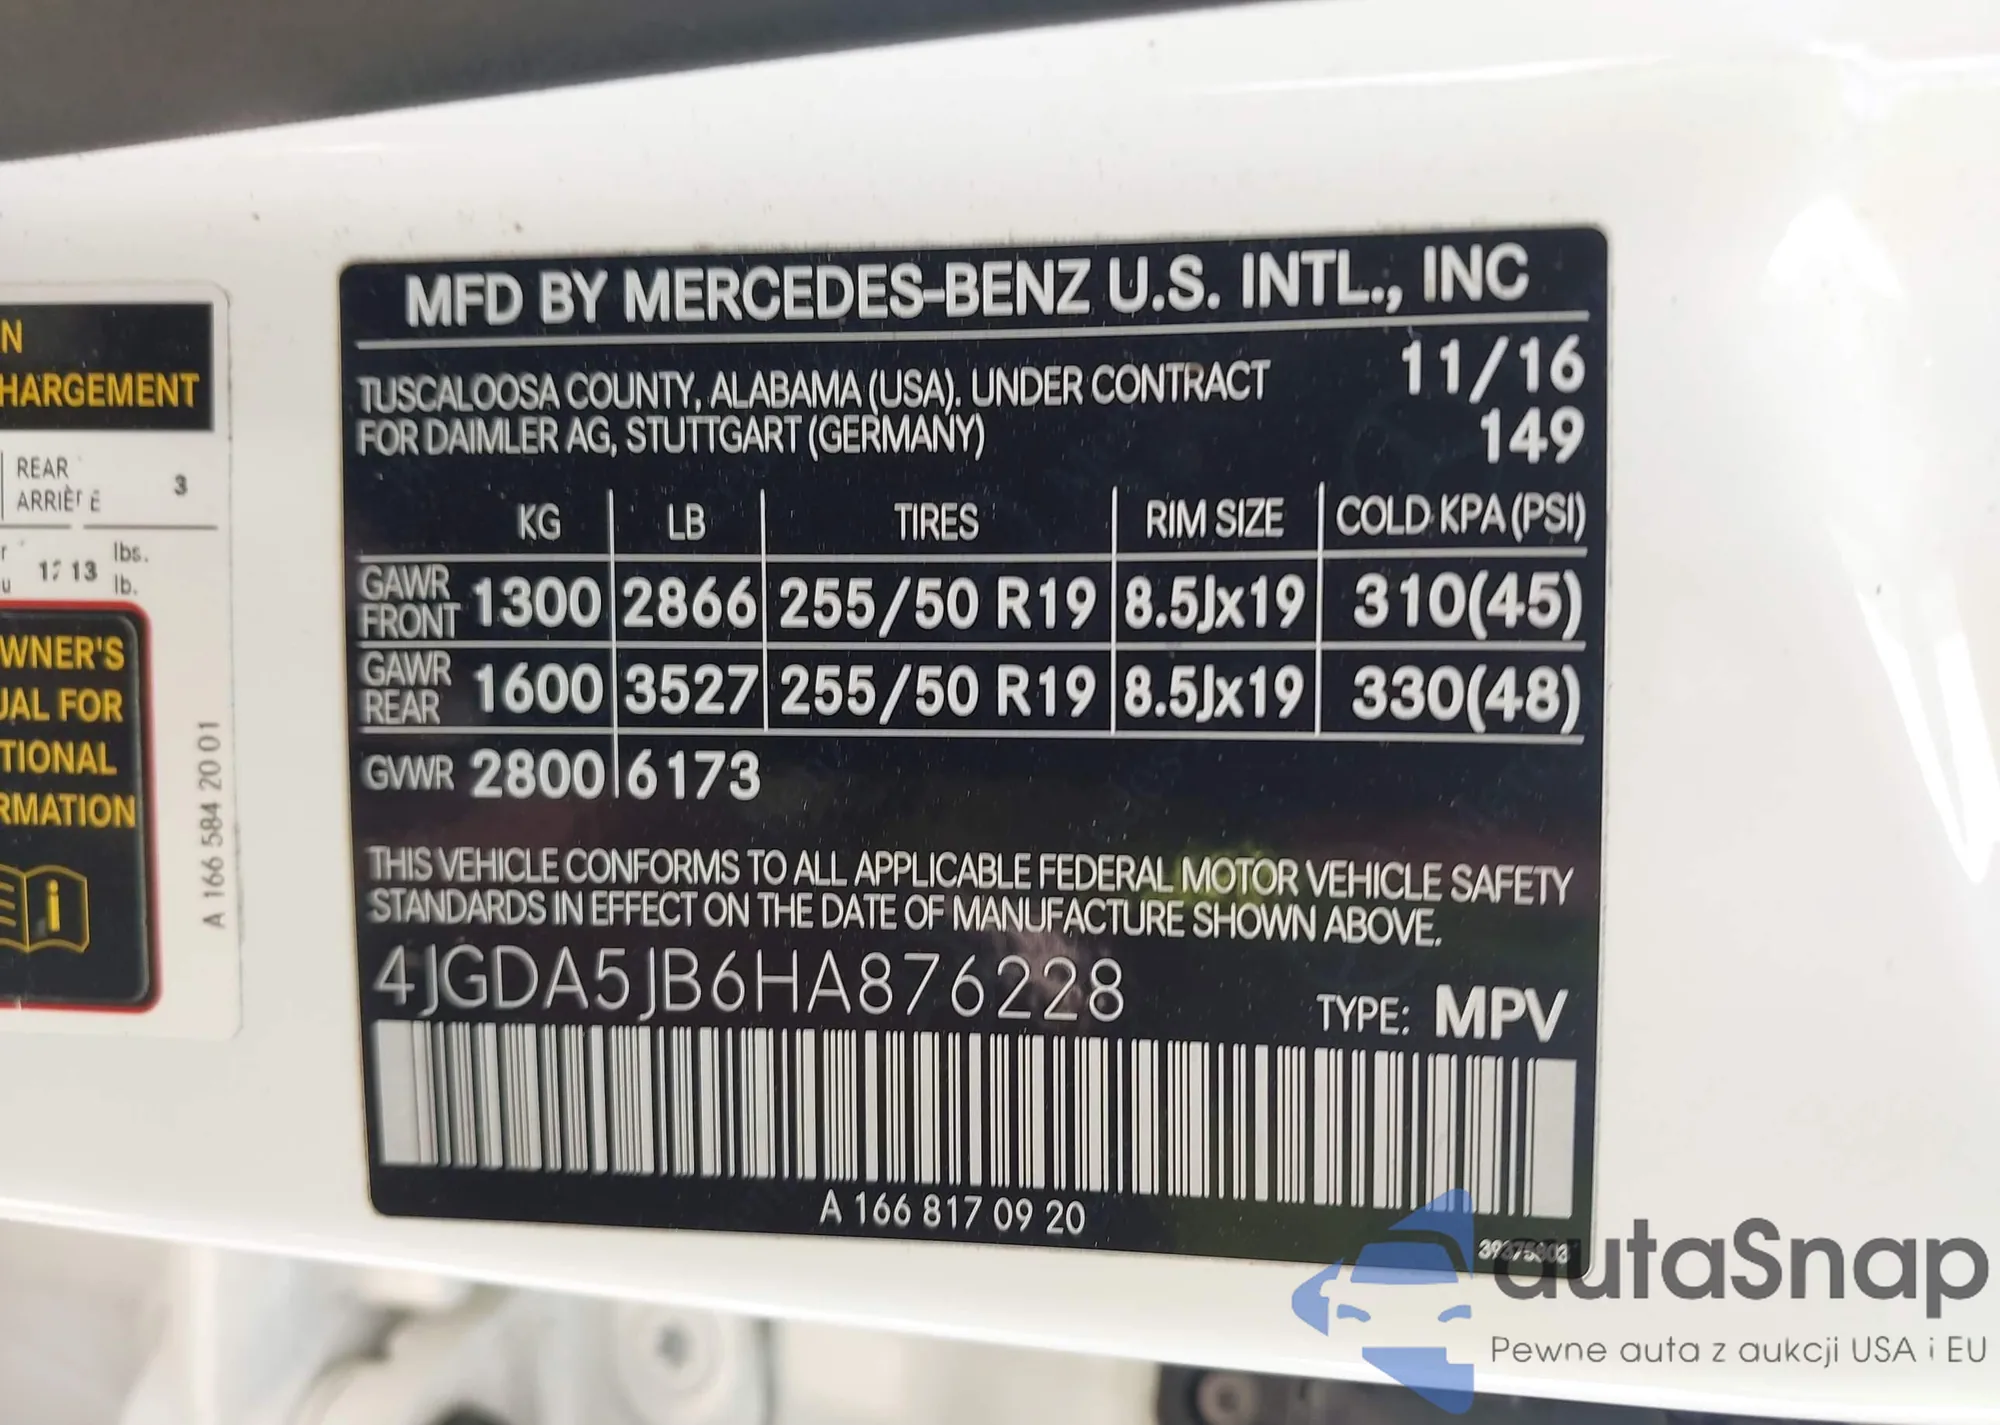 N
HARGEMENT
REAR
ARRIÈRE
3
lbs.
13
lb.
WNER'S
UAL FOR
TIONAL
RMATION
i
A 166 584 20 01
MFD BY MERCEDES-BENZ U.S. INTL., INC
11/16
TUSCALOOSA COUNTY, ALABAMA (USA). UNDER CONTRACT
FOR DAIMLER AG, STUTTGART (GERMANY)
149
KG LB TIRES RIM SIZE COLD KPA (PSI)
GAWR FRONT 1300 2866 255/50 R19 8.5Jx19 310(45)
GAWR REAR 1600 3527 255/50 R19 8.5Jx19 330(48)
GVWR 2800 6173
THIS VEHICLE CONFORMS TO ALL APPLICABLE FEDERAL MOTOR VEHICLE SAFETY
STANDARDS IN EFFECT ON THE DATE OF MANUFACTURE SHOWN ABOVE.
4JGDA5JB6HA876228
TYPE: MPV
A 166 817 09 20
autaSnap
Pewne auta z aukcji USA i EU